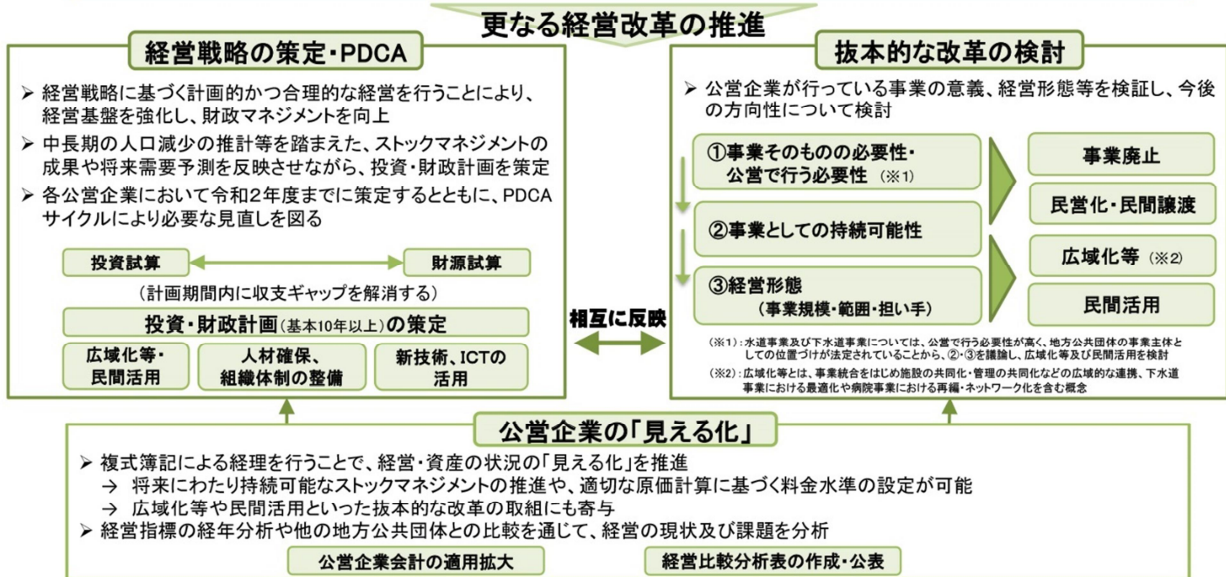 更なる経営改革の推進
経営戦略の策定・PDCA
➢ 経営戦略に基づく計画的かつ合理的な経営を行うことにより、
経営基盤を強化し、財政マネジメントを向上
➢ 中長期の人口減少の推計等を踏まえた、ストックマネジメントの
成果や将来需要予測を反映させながら、投資・財政計画を策定
➢ 各公営企業において令和2年度までに策定するとともに、PDCA
サイクルにより必要な見直しを図る
投資試算
財源試算
(計画期間内に収支ギャップを解消する)
投資・財政計画(基本10年以上)の策定
広域化等・
民間活用
人材確保、
組織体制の整備
新技術、ICTの
活用
相互に反映
抜本的な改革の検討
➢ 公営企業が行っている事業の意義、経営形態等を検証し、今後
の方向性について検討
①事業そのものの必要性・
公営で行う必要性 (※1)
②事業としての持続可能性
③経営形態
(事業規模・範囲・担い手)
事業廃止
民営化・民間譲渡
広域化等 (※2)
民間活用
(※1):水道事業及び下水道事業については、公営で行う必要性が高く、地方公共団体の事業主体と
しての位置づけが法定されていることから、②・③を議論し、広域化等及び民間活用を検討
(※2):広域化等とは、事業統合をはじめ施設の共同化・管理の共同化などの広域的な連携、下水道
事業における最適化や病院事業における再編・ネットワーク化を含む概念
公営企業の「見える化」
➢ 複式簿記による経理を行うことで、経営・資産の状況の「見える化」を推進
→ 将来にわたり持続可能なストックマネジメントの推進や、適切な原価計算に基づく料金水準の設定が可能
→ 広域化等や民間活用といった抜本的な改革の取組にも寄与
➢ 経営指標の経年分析や他の地方公共団体との比較を通じて、経営の現状及び課題を分析
公営企業会計の適用拡大
経営比較分析表の作成・公表